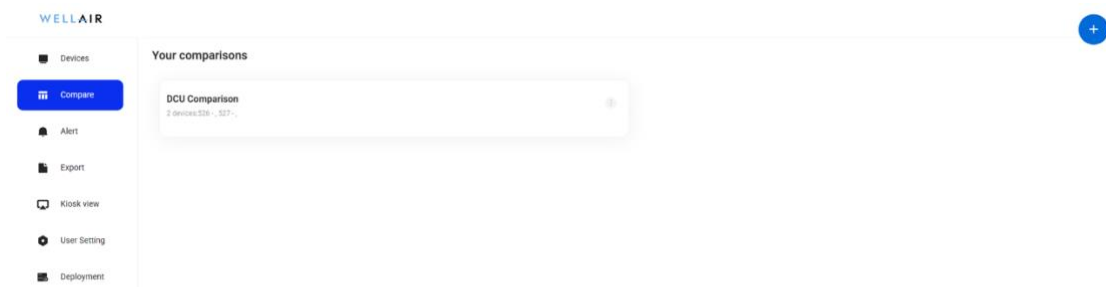 WELLAIR
+
Devices
Compare
Alert
Export
Kiosk view
User Setting
Deployment
Your comparisons
DCU Comparison
2 devices:526 - , 527 - ,